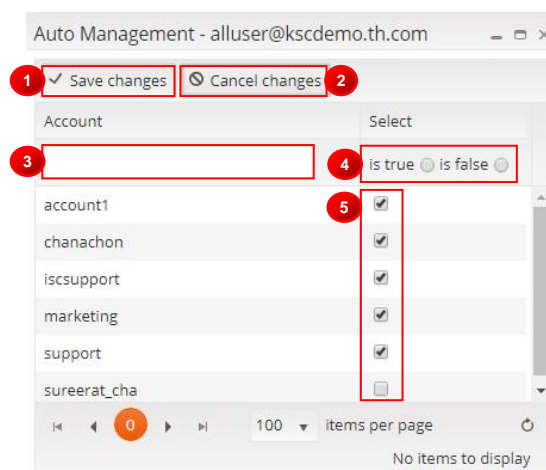 Auto Management - alluser@kscdemo.th.com
1 Save changes Cancel changes 2
Account Select
3 4 is true is false
account1 5
chanachon
iscsupport
marketing
support
sureerat_cha
0 100 items per page
No items to display